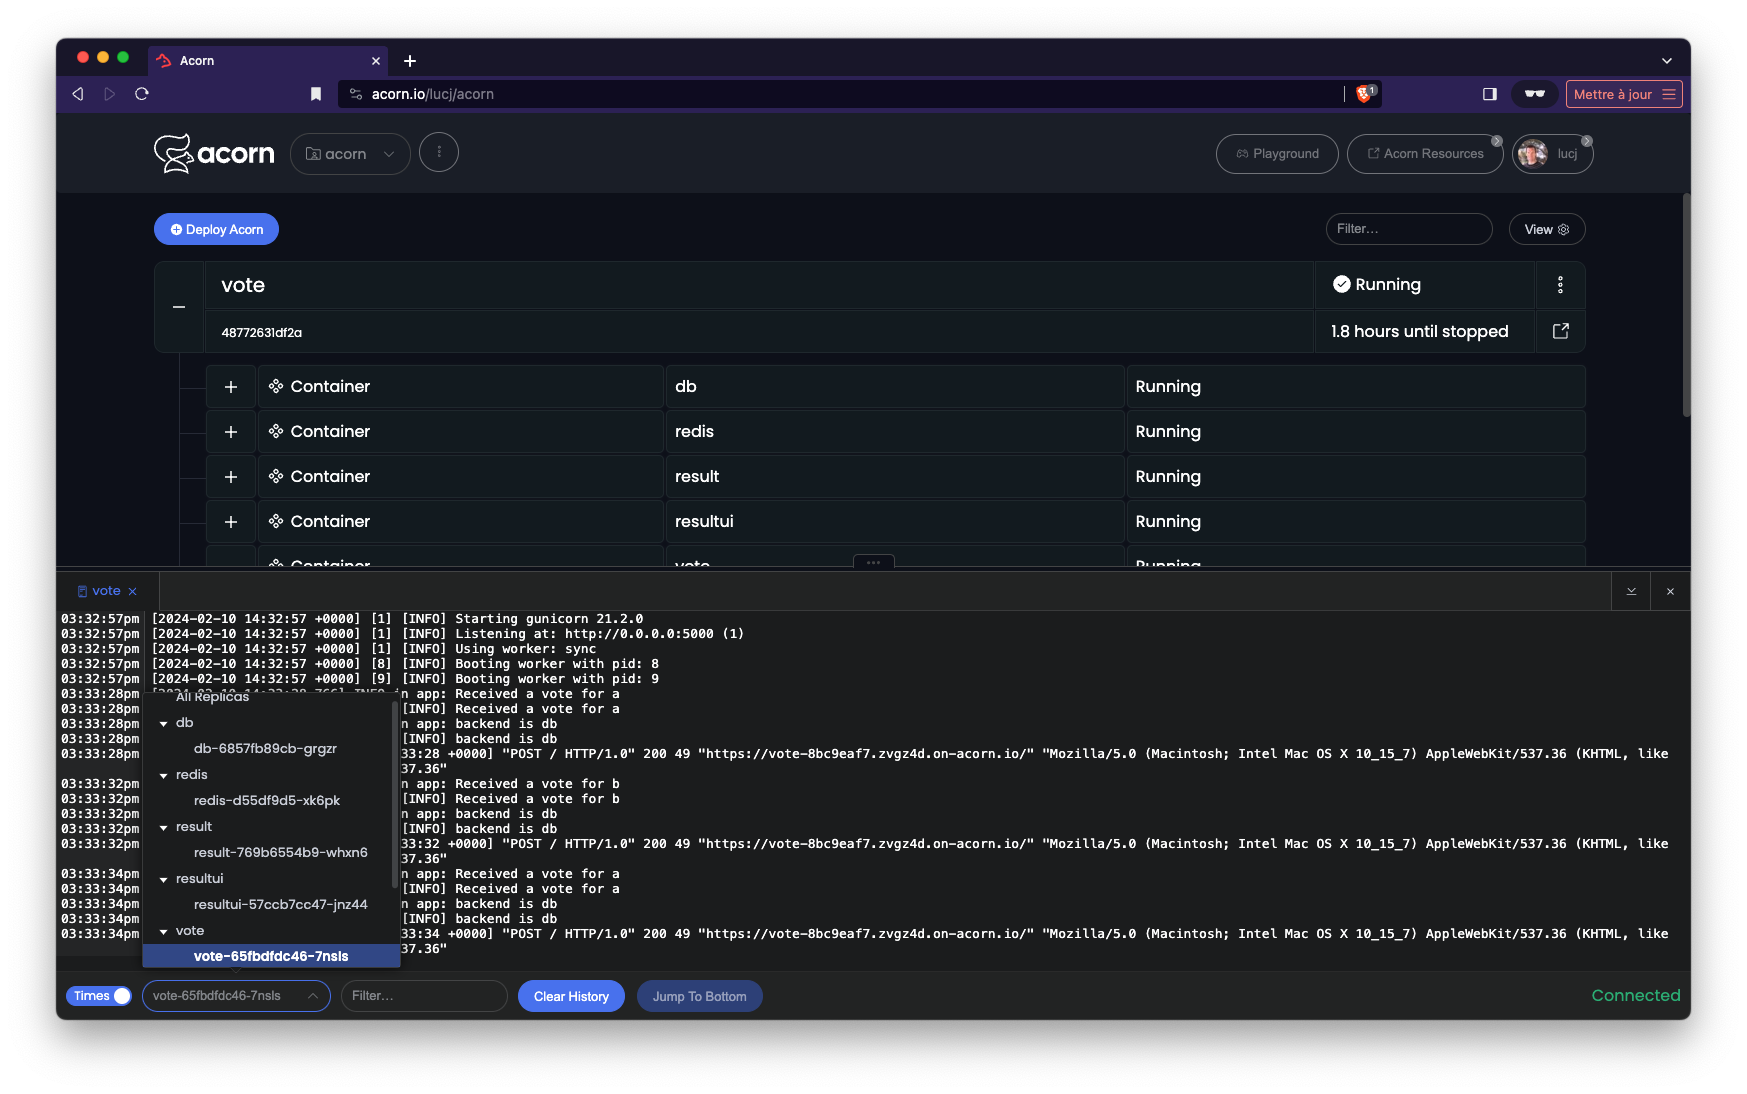 Acorn
acorn.io/lucj/acorn
1
Mettre à jour
acorn
acorn
Playground
Acorn Resources
lucj
Deploy Acorn
Filter...
View
vote
Running
48772631df2a
1.8 hours until stopped
Container db Running
Container redis Running
Container result Running
Container resultui Running
Container vote Running
vote
03:32:57pm [2024-02-10 14:32:57 +0000] [1] [INFO] Starting gunicorn 21.2.0
03:32:57pm [2024-02-10 14:32:57 +0000] [1] [INFO] Listening at: http://0.0.0.0:5000 (1)
03:32:57pm [2024-02-10 14:32:57 +0000] [1] [INFO] Using worker: sync
03:32:57pm [2024-02-10 14:32:57 +0000] [8] [INFO] Booting worker with pid: 8
03:32:57pm [2024-02-10 14:32:57 +0000] [9] [INFO] Booting worker with pid: 9
03:33:28pm [2024-02-10 14:33:28,766] INFO in app: Received a vote for a
03:33:28pm [INFO] Received a vote for a
03:33:28pm n app: backend is db
03:33:28pm [INFO] backend is db
03:33:28pm 33:28 +0000] "POST / HTTP/1.0" 200 49 "https://vote-8bc9eaf7.zvgz4d.on-acorn.io/" "Mozilla/5.0 (Macintosh; Intel Mac OS X 10_15_7) AppleWebKit/537.36 (KHTML, like
37.36"
03:33:32pm n app: Received a vote for b
03:33:32pm [INFO] Received a vote for b
03:33:32pm n app: backend is db
03:33:32pm [INFO] backend is db
03:33:32pm 33:32 +0000] "POST / HTTP/1.0" 200 49 "https://vote-8bc9eaf7.zvgz4d.on-acorn.io/" "Mozilla/5.0 (Macintosh; Intel Mac OS X 10_15_7) AppleWebKit/537.36 (KHTML, like
37.36"
03:33:34pm n app: Received a vote for a
03:33:34pm [INFO] Received a vote for a
03:33:34pm n app: backend is db
03:33:34pm [INFO] backend is db
03:33:34pm 33:34 +0000] "POST / HTTP/1.0" 200 49 "https://vote-8bc9eaf7.zvgz4d.on-acorn.io/" "Mozilla/5.0 (Macintosh; Intel Mac OS X 10_15_7) AppleWebKit/537.36 (KHTML, like
37.36"
All Replicas
db
db-6857fb89cb-grgzr
redis
redis-d55df9d5-xk6pk
result
result-769b6554b9-whxn6
resultui
resultui-57ccb7cc47-jnz44
vote
vote-65fbdfdc46-7nsls
Times
vote-65fbdfdc46-7nsls
Filter...
Clear History
Jump To Bottom
Connected